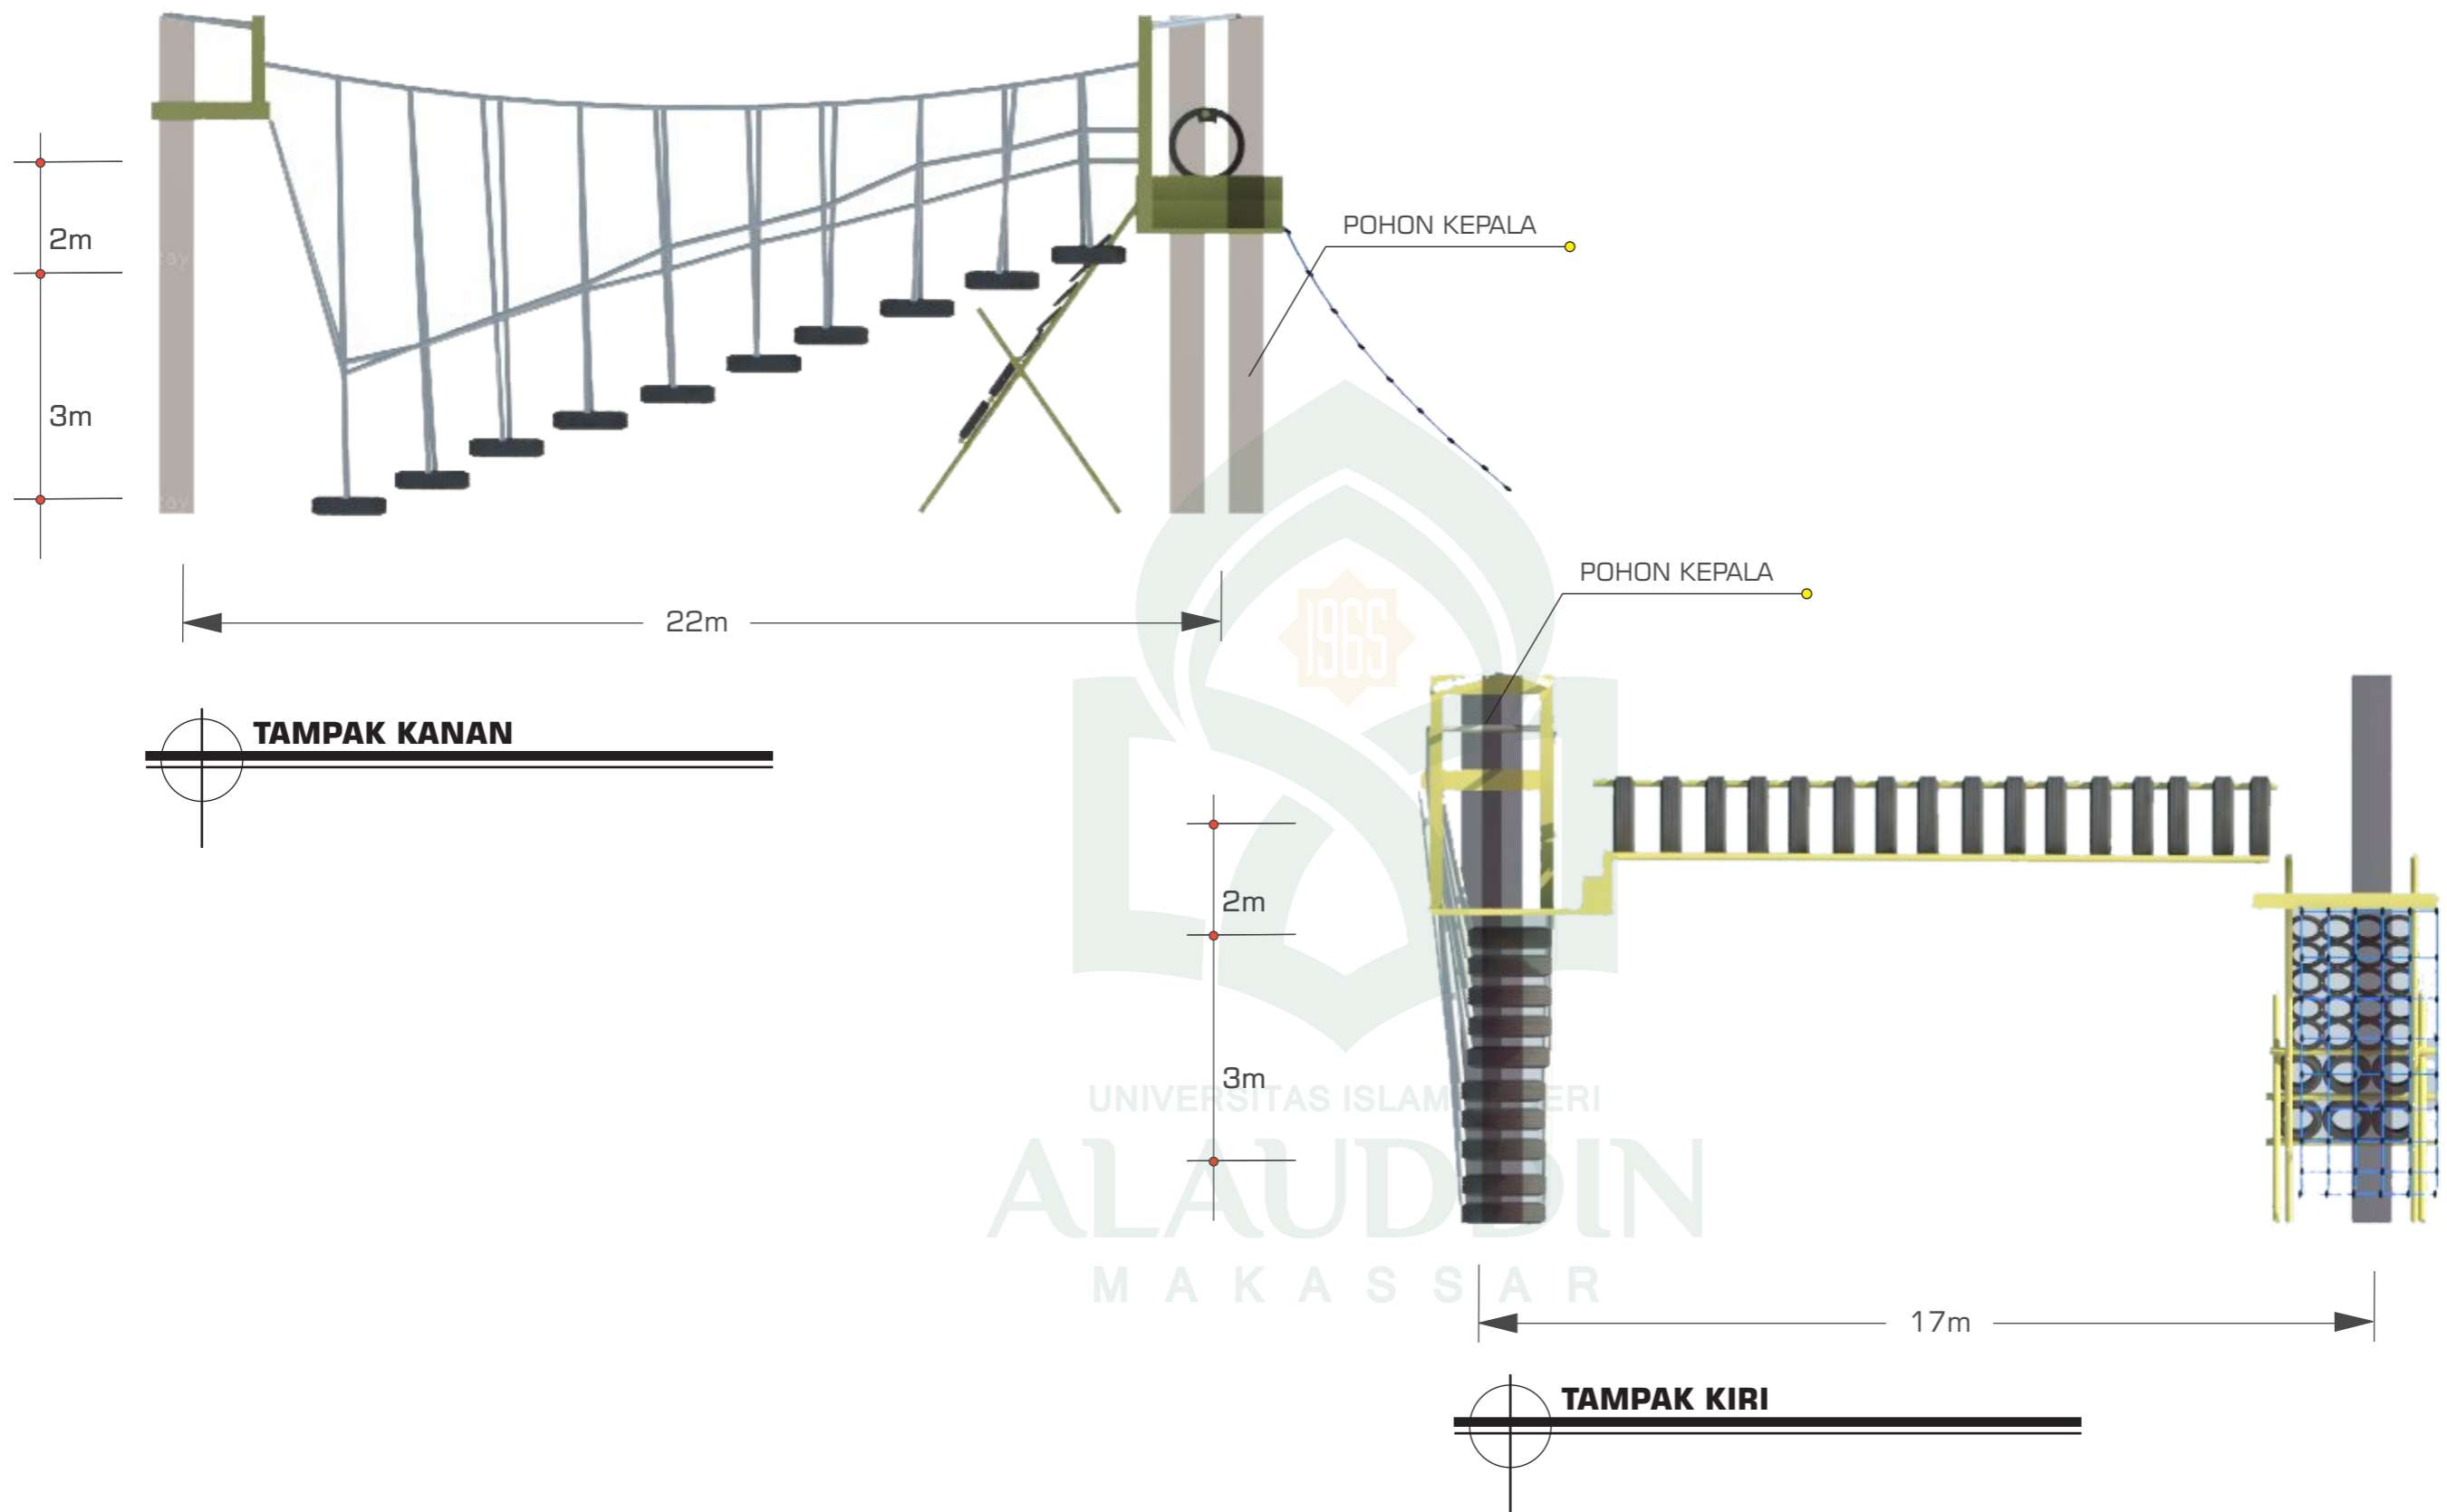 2m
3m
POHON KEPALA
22m
TAMPAK KANAN
POHON KEPALA
1965
2m
3m
UNIVERSITAS ISLAM ERI
ALAUDDIN
MAKASSAR
17m
TAMPAK KIRI